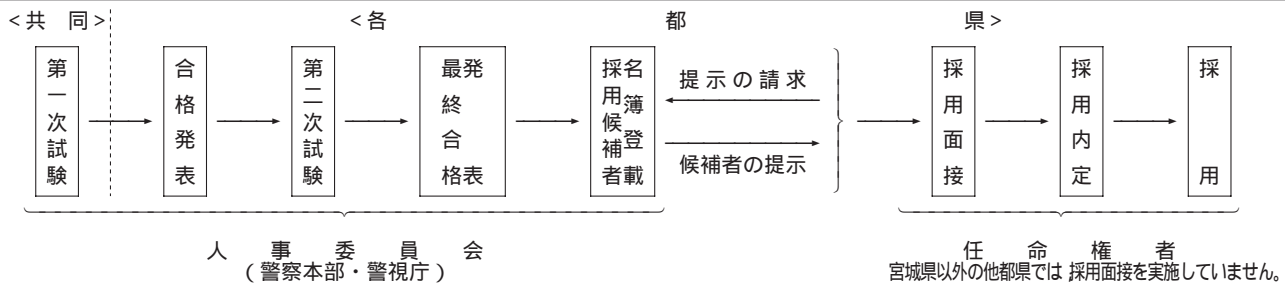 <共 同> <各 都 県>
第一次試験
合格発表
第二次試験
最終合格発表
採用候補者名簿登載
提示の請求
候補者の提示
採用面接
採用内定
採用
人事委員会
(警察本部・警視庁)
任命権者
宮城県以外の他都県では,採用面接を実施していません。